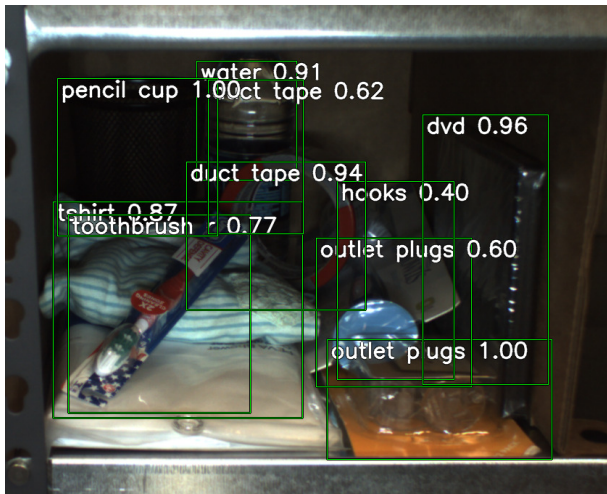 water 0.91
pencil cup 1.00
duct tape 0.62
dvd 0.96
duct tape 0.94
hooks 0.40
tshirt 0.87
toothbrush r 0.77
outlet plugs 0.60
outlet plugs 1.00